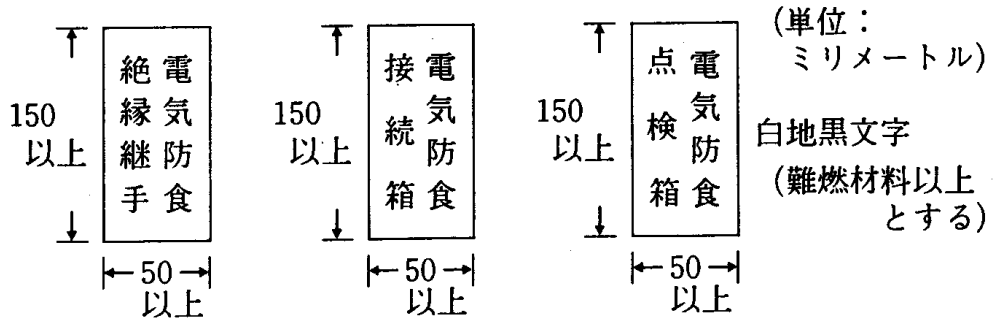 電気防食
絶縁継手
150
以上
50
以上
電気防食
接続箱
150
以上
50
以上
電気防食
点検箱
150
以上
50
以上
(単位：
ミリメートル)
白地黒文字
(難燃材料以上
とする)